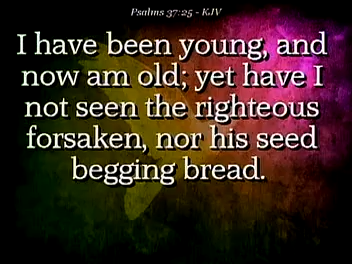 Psalms 37:25 - KJV
I have been young, and
now am old; yet have I
not seen the righteous
forsaken, nor his seed
begging bread.